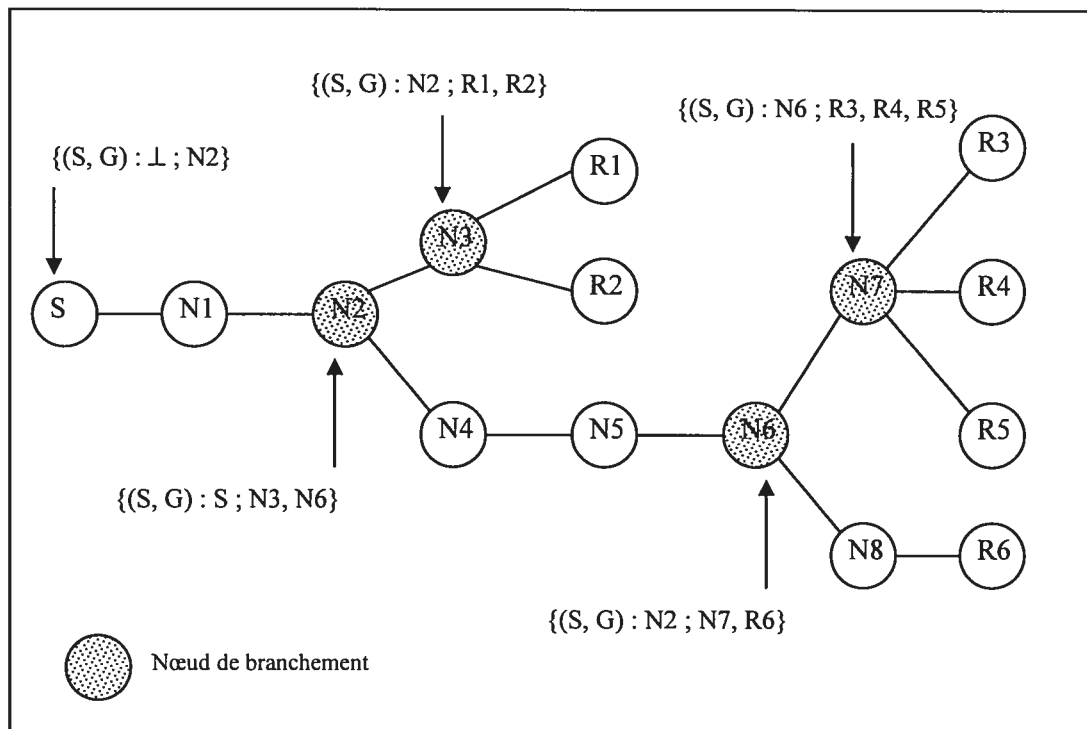 {(S, G) : N2 ; R1, R2}
{(S, G) : N6 ; R3, R4, R5}
{(S, G) : ⊥ ; N2}
R3
R1
N3
R2
N7
R4
S
N1
N2
N4
N5
N6
R5
{(S, G) : S ; N3, N6}
N8
R6
{(S, G) : N2 ; N7, R6}
Nœud de branchement